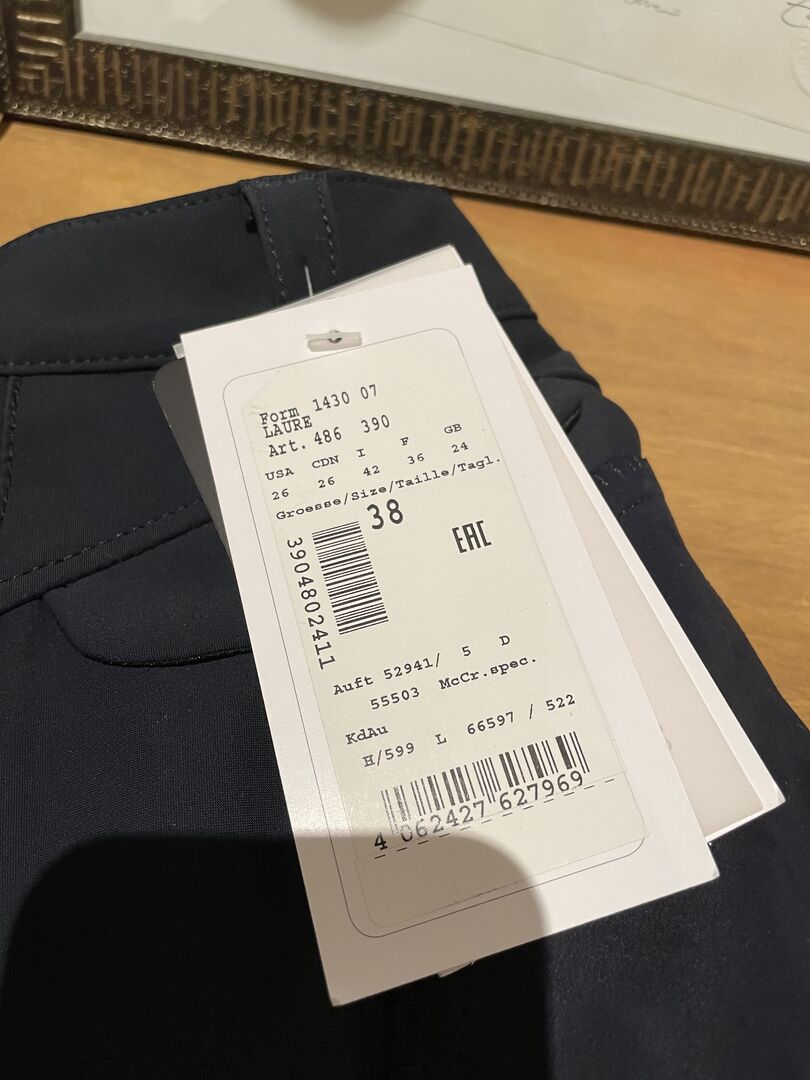 Form 1430 07
LAURE
Art. 486 390
USA CDN I F GB
26 26 42 36 24
Groesse/Size/Taille/Tagl.
38
EAC
3904802411
Auft 52941/ 5 D
55503 McCr.spec.
KdAu
H/599 L 66597 / 522
4 062427 627969